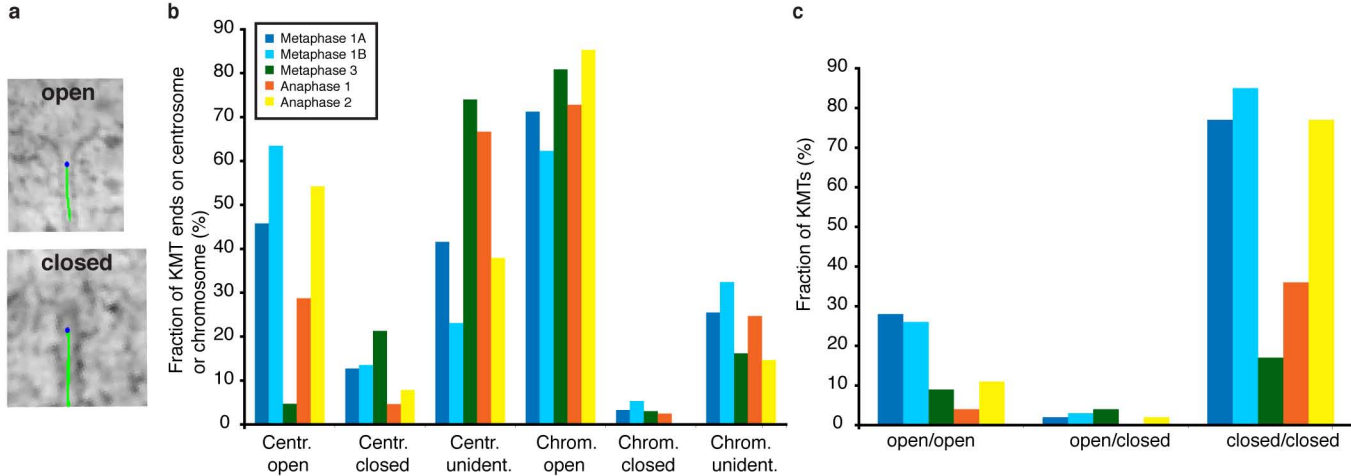 a
open
closed
b
Fraction of KMT ends on centrosome
or chromosome (%)
90
80
70
60
50
40
30
20
10
0
Metaphase 1A
Metaphase 1B
Metaphase 3
Anaphase 1
Anaphase 2
Centr.
open
Centr.
closed
Centr.
unident.
Chrom.
open
Chrom.
closed
Chrom.
unident.
c
Fraction of KMTs (%)
90
80
70
60
50
40
30
20
10
0
open/open
open/closed
closed/closed